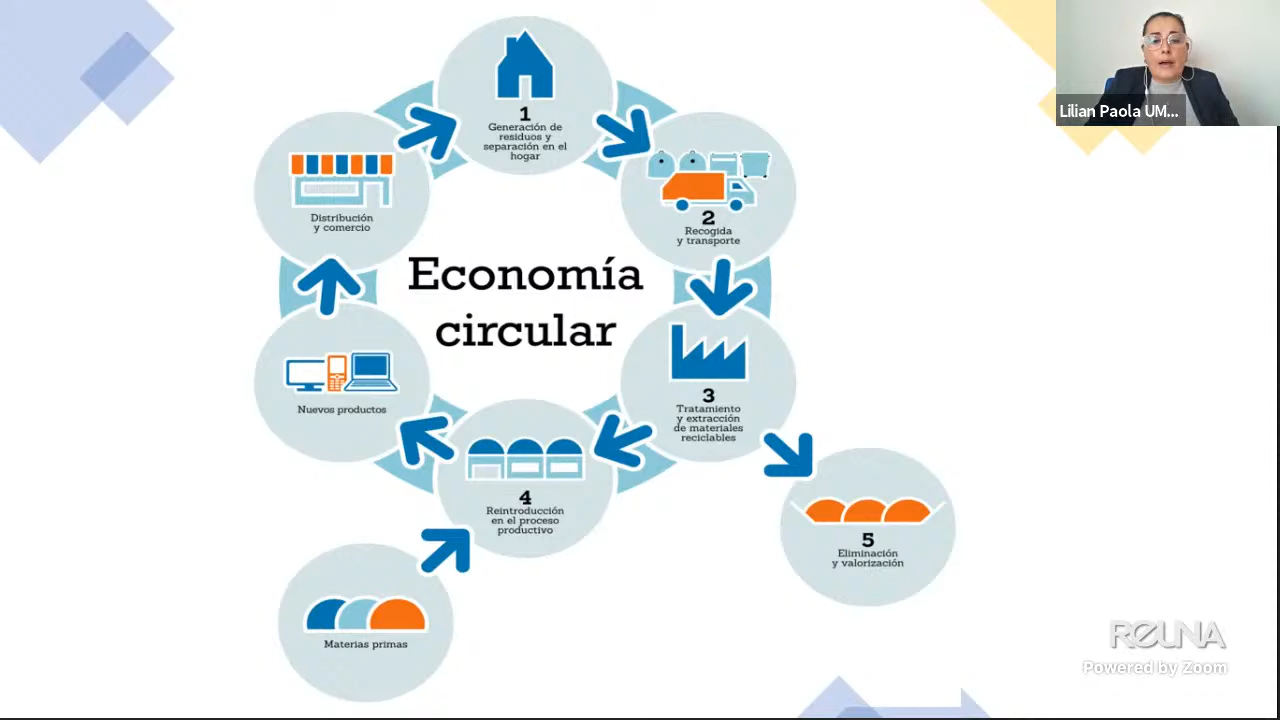 Economía
circular
1
Generación de
residuos y
separación en el
hogar
2
Recogida
y transporte
3
Tratamiento
y extracción
de materiales
reciclables
4
Reintroducción
en el proceso
productivo
5
Eliminación
y valorización
Materias primas
Nuevos productos
Distribución
y comercio
Lilian Paola UM...
REUNA
Powered by Zoom